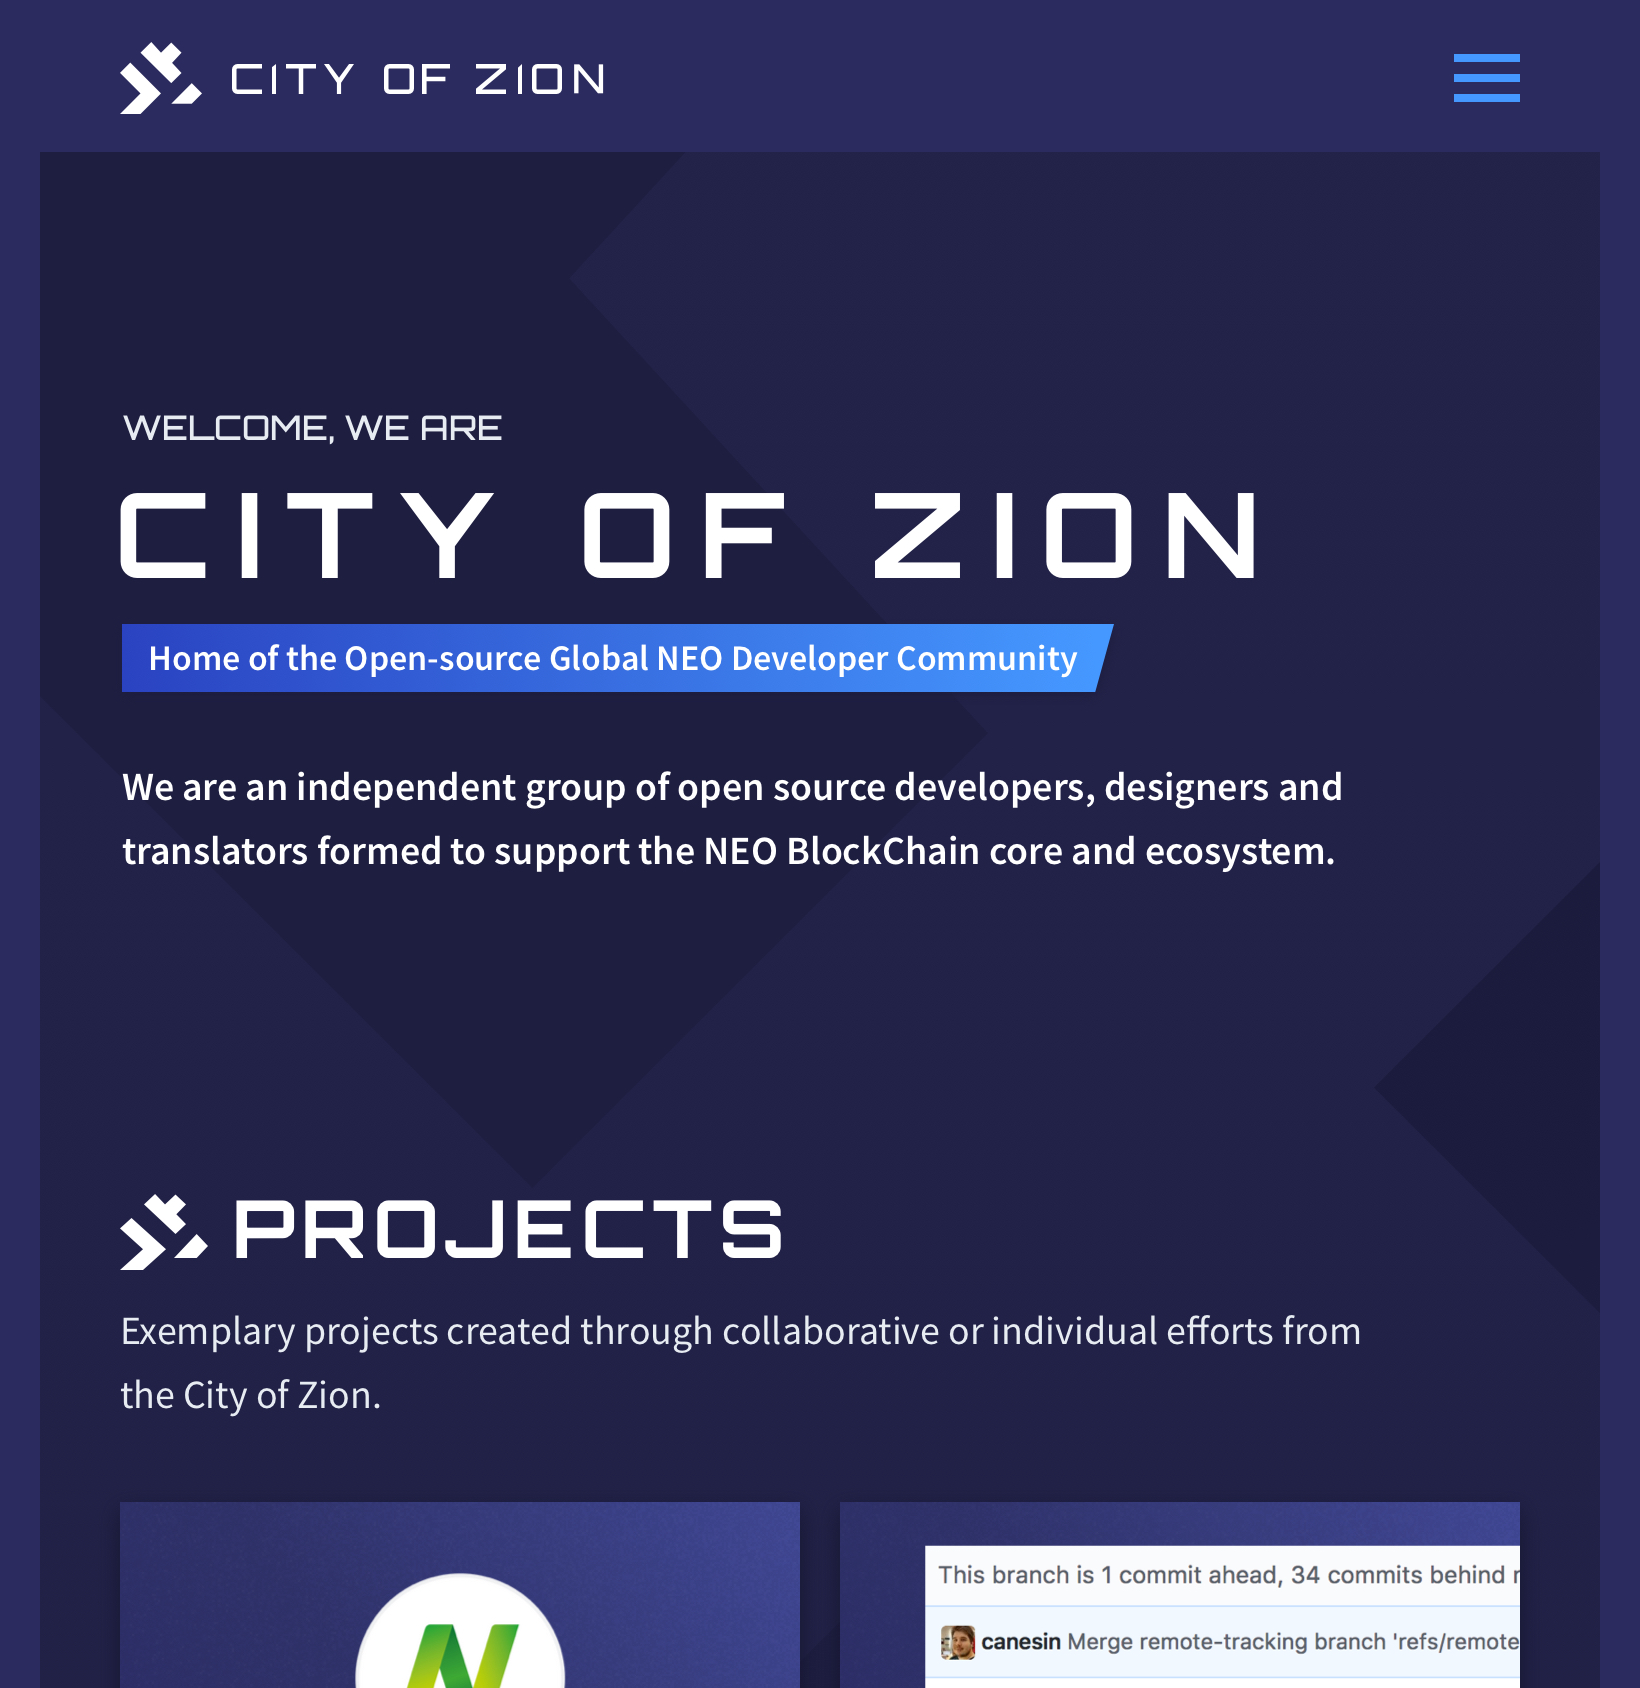 CITY OF ZION
WELCOME, WE ARE
CITY OF ZION
Home of the Open-source Global NEO Developer Community
We are an independent group of open source developers, designers and
translators formed to support the NEO BlockChain core and ecosystem.
PROJECTS
Exemplary projects created through collaborative or individual efforts from
the City of Zion.
This branch is 1 commit ahead, 34 commits behind
canesin Merge remote-tracking branch 'refs/remote